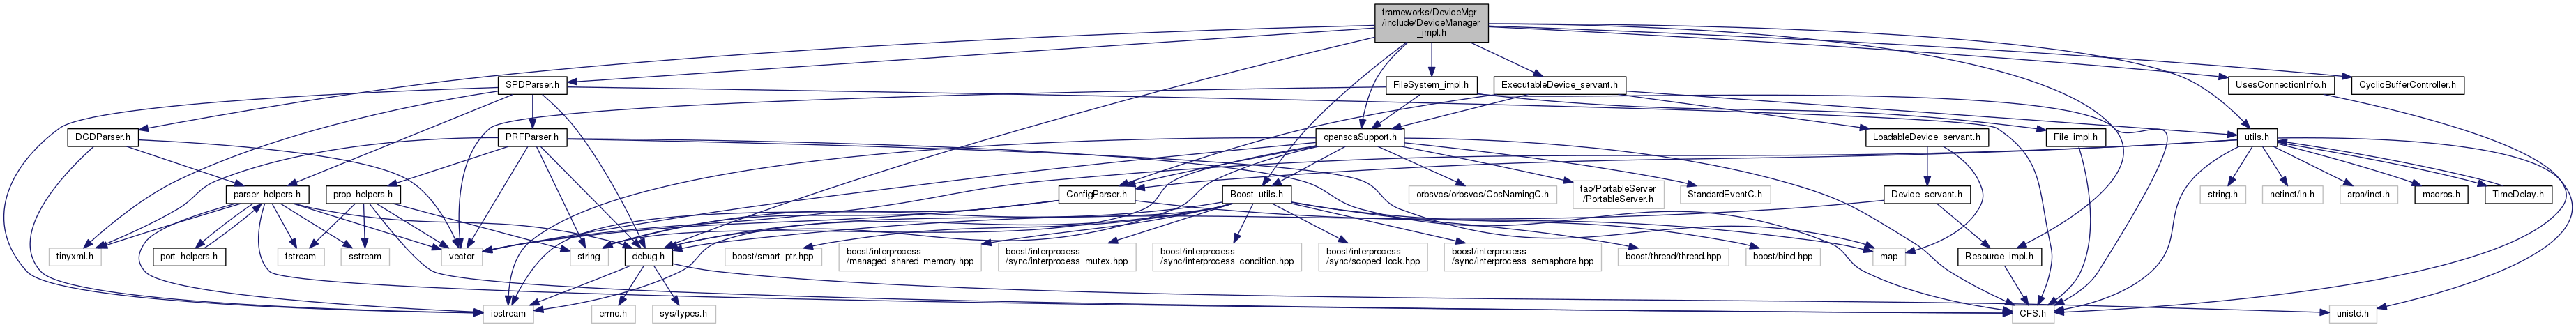 frameworks/DeviceMgr
/include/DeviceManager
_impl.h
SPDParser.h
FileSystem_impl.h
ExecutableDevice_servant.h
UsesConnectionInfo.h
CyclicBufferController.h
DCDParser.h
PRFParser.h
openscaSupport.h
LoadableDevice_servant.h
File_impl.h
utils.h
parser_helpers.h
prop_helpers.h
ConfigParser.h
Boost_utils.h
orbsvcs/orbsvcs/CosNamingC.h
tao/PortableServer
/PortableServer.h
StandardEventC.h
Device_servant.h
string.h
netinet/in.h
arpa/inet.h
macros.h
TimeDelay.h
tinyxml.h
port_helpers.h
fstream
sstream
vector
string
debug.h
boost/smart_ptr.hpp
boost/interprocess
/managed_shared_memory.hpp
boost/interprocess
/sync/interprocess_mutex.hpp
boost/interprocess
/sync/interprocess_condition.hpp
boost/interprocess
/sync/scoped_lock.hpp
boost/interprocess
/sync/interprocess_semaphore.hpp
boost/thread/thread.hpp
boost/bind.hpp
map
Resource_impl.h
iostream
errno.h
sys/types.h
CFS.h
unistd.h